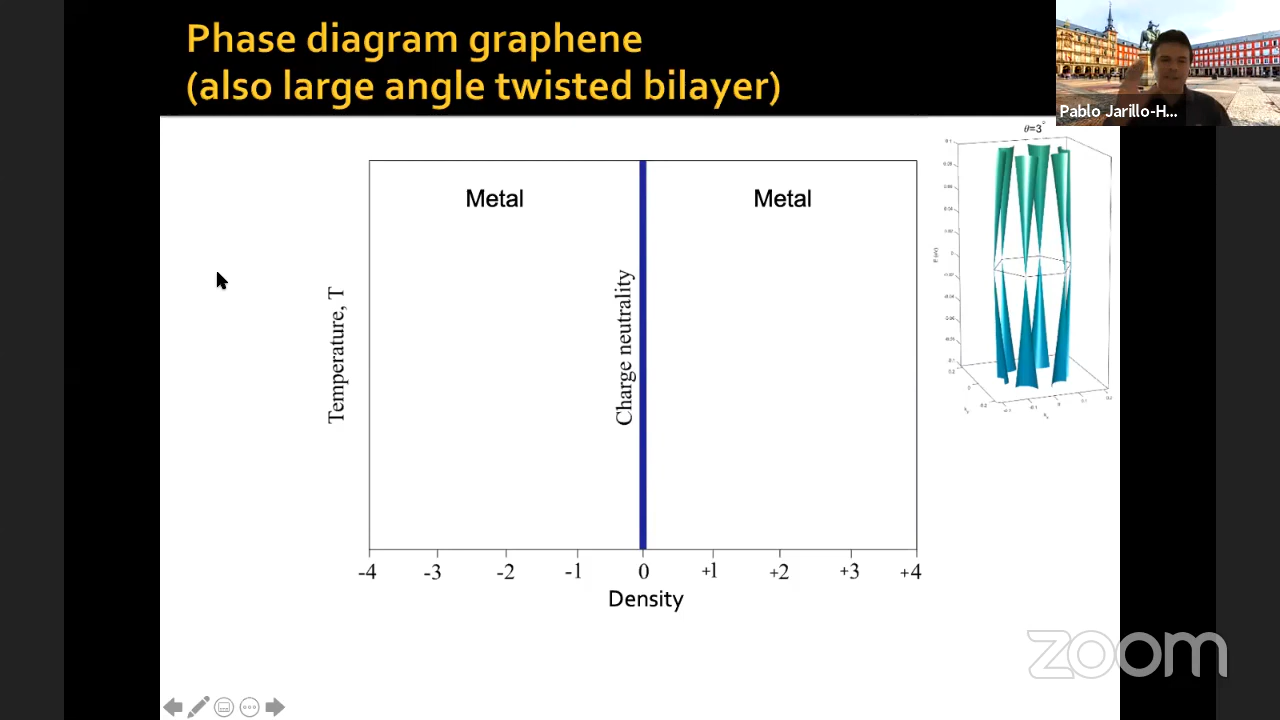 Phase diagram graphene
(also large angle twisted bilayer)
Pablo Jarillo-H...
θ=3°
Metal
Metal
Temperature, T
Charge neutrality
-4 -3 -2 -1 0 +1 +2 +3 +4
Density
zoom